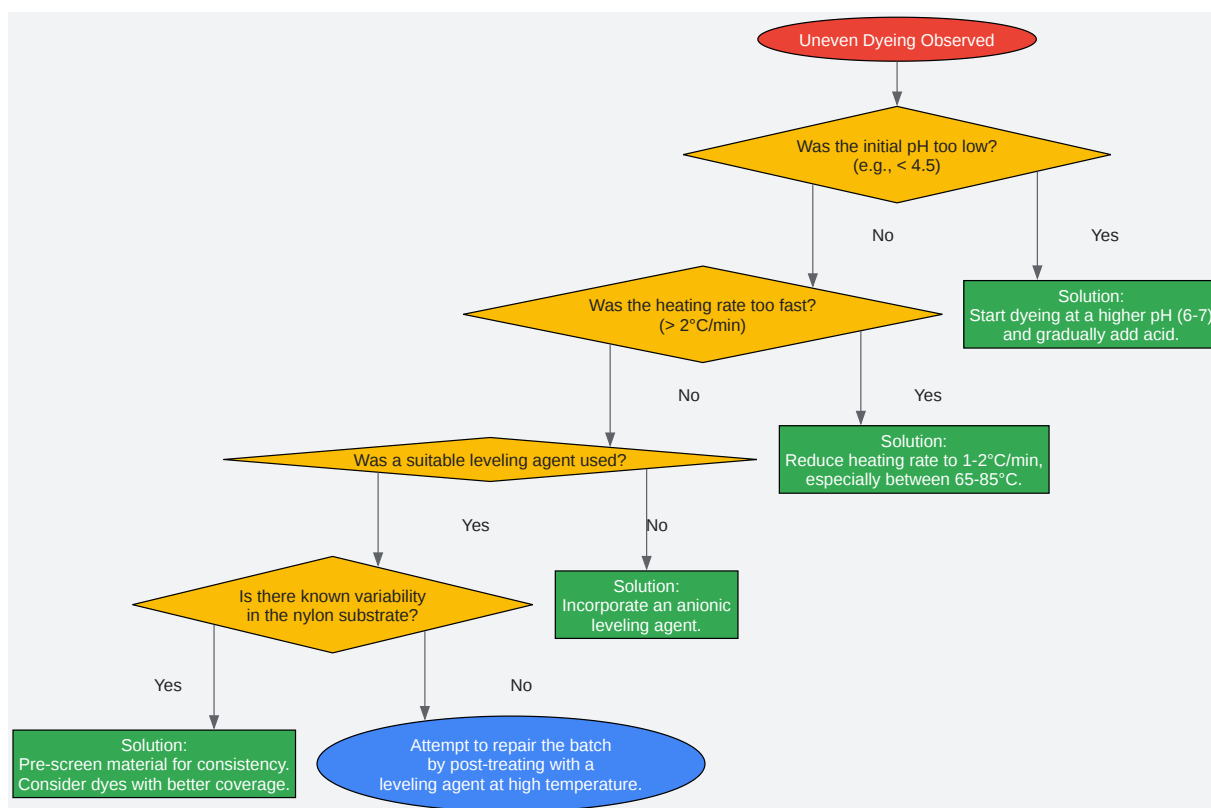 Uneven Dyeing Observed
Was the initial pH too low?
(e.g., < 4.5)
No
Yes
Was the heating rate too fast?
(> 2°C/min)
Solution:
Start dyeing at a higher pH (6-7)
and gradually add acid.
No
Yes
Was a suitable leveling agent used?
Solution:
Reduce heating rate to 1-2°C/min,
especially between 65-85°C.
Yes
No
Is there known variability
in the nylon substrate?
Solution:
Incorporate an anionic
leveling agent.
Yes
No
Solution:
Pre-screen material for consistency.
Consider dyes with better coverage.
Attempt to repair the batch
by post-treating with a
leveling agent at high temperature.